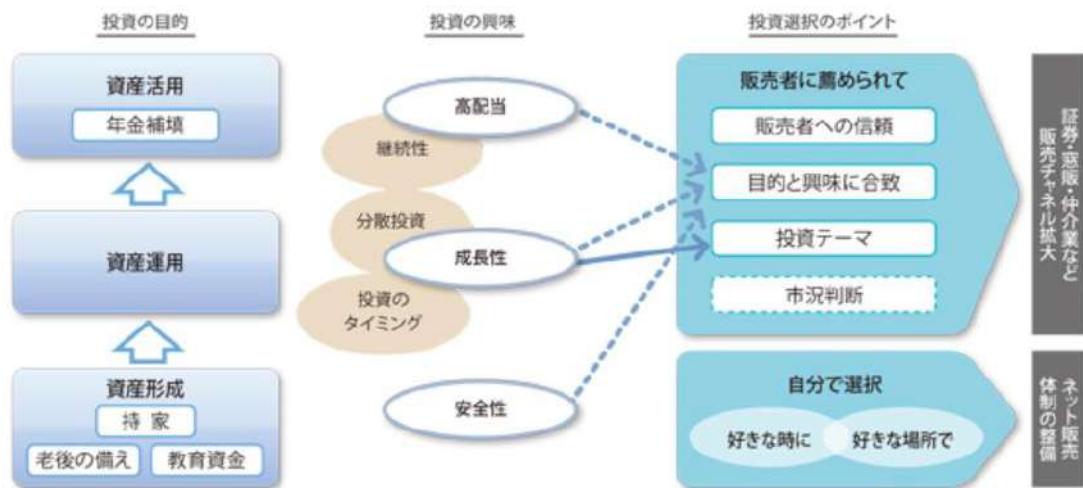 投資の目的
投資の興味
投資選択のポイント
資産活用
年金補填
資産運用
資産形成
持 家
老後の備え
教育資金
高配当
継続性
分散投資
成長性
投資の
タイミング
安全性
販売者に薦められて
販売者への信頼
目的と興味に合致
投資テーマ
市況判断
自分で選択
好きな時に
好きな場所で
証券・窓販・仲介業など
販売チャネル拡大
ネット販売
体制の整備